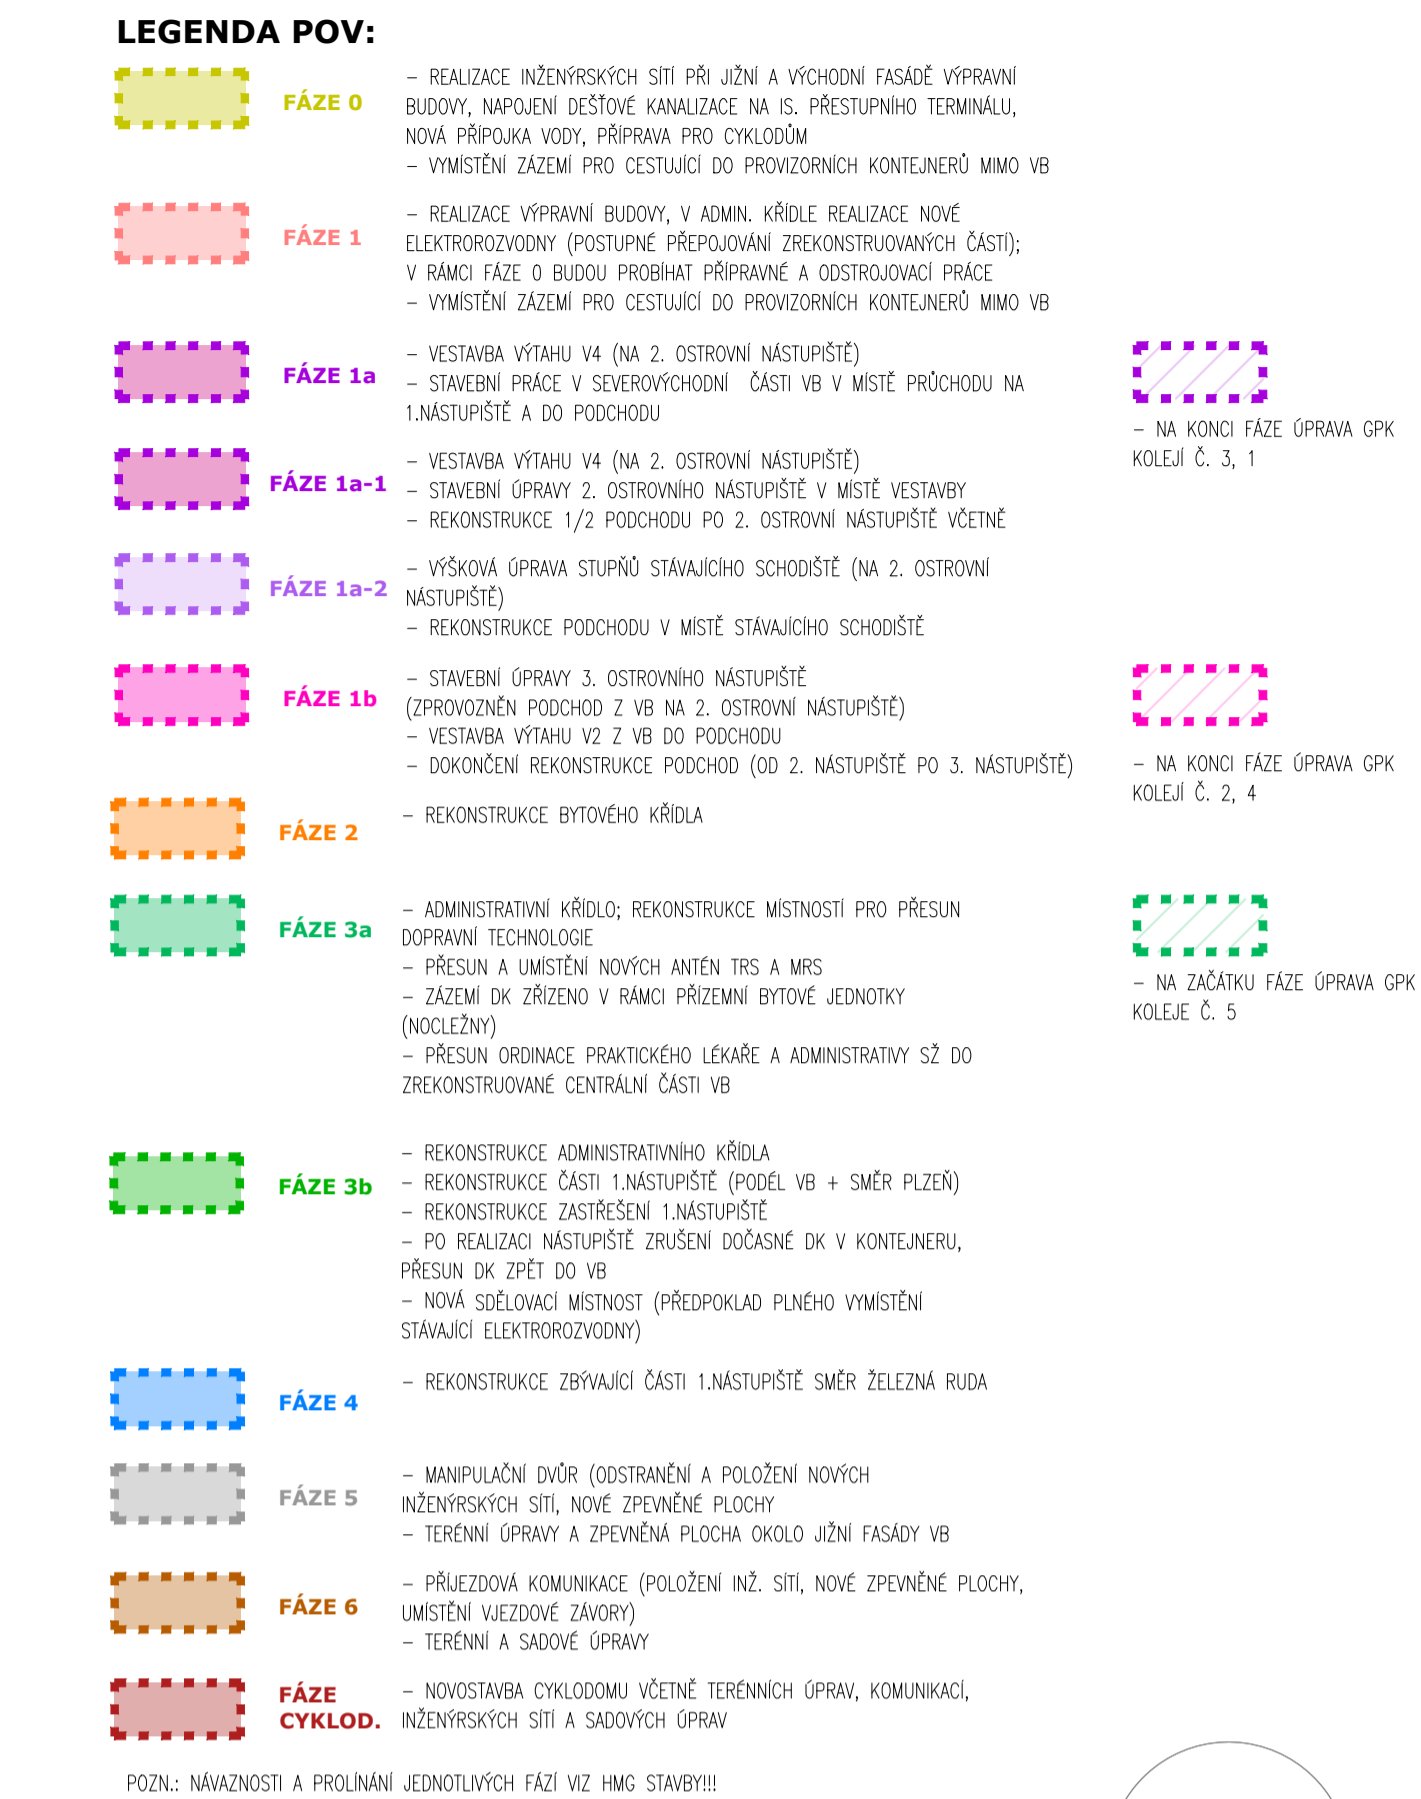 LEGENDA POV:
FÁZE 0
– REALIZACE INŽENÝRSKÝCH SÍTÍ PŘI JIŽNÍ A VÝCHODNÍ FASÁDĚ VÝPRAVNÍ
BUDOVY, NAPOJENÍ DEŠŤOVÉ KANALIZACE NA IS. PŘESTUPNÍHO TERMINÁLU,
NOVÁ PŘÍPOJKA VODY, PŘÍPRAVA PRO CYKLODŮM
– VYMÍSTĚNÍ ZÁZEMÍ PRO CESTUJÍCÍ DO PROVIZORNÍCH KONTEJNERŮ MIMO VB
FÁZE 1
– REALIZACE VÝPRAVNÍ BUDOVY, V ADMIN. KŘÍDLE REALIZACE NOVÉ
ELEKTROROZVODNY (POSTUPNÉ PŘEPOJOVÁNÍ ZREKONSTRUOVANÝCH ČÁSTÍ);
V RÁMCI FÁZE 0 BUDOU PROBÍHAT PŘÍPRAVNÉ A ODSTROJOVACÍ PRÁCE
– VYMÍSTĚNÍ ZÁZEMÍ PRO CESTUJÍCÍ DO PROVIZORNÍCH KONTEJNERŮ MIMO VB
FÁZE 1a
– VESTAVBA VÝTAHU V4 (NA 2. OSTROVNÍ NÁSTUPIŠTĚ)
– STAVEBNÍ PRÁCE V SEVEROVÝCHODNÍ ČÁSTI VB V MÍSTĚ PRŮCHODU NA
1.NÁSTUPIŠTĚ A DO PODCHODU
– NA KONCI FÁZE ÚPRAVA GPK
KOLEJÍ Č. 3, 1
FÁZE 1a-1
– VESTAVBA VÝTAHU V4 (NA 2. OSTROVNÍ NÁSTUPIŠTĚ)
– STAVEBNÍ ÚPRAVY 2. OSTROVNÍHO NÁSTUPIŠTĚ V MÍSTĚ VESTAVBY
– REKONSTRUKCE 1/2 PODCHODU PO 2. OSTROVNÍ NÁSTUPIŠTĚ VČETNĚ
FÁZE 1a-2
– VÝŠKOVÁ ÚPRAVA STUPŇŮ STÁVAJÍCÍHO SCHODIŠTĚ (NA 2. OSTROVNÍ
NÁSTUPIŠTĚ)
– REKONSTRUKCE PODCHODU V MÍSTĚ STÁVAJÍCÍHO SCHODIŠTĚ
FÁZE 1b
– STAVEBNÍ ÚPRAVY 3. OSTROVNÍHO NÁSTUPIŠTĚ
(ZPROVOZNĚN PODCHOD Z VB NA 2. OSTROVNÍ NÁSTUPIŠTĚ)
– VESTAVBA VÝTAHU V2 Z VB DO PODCHODU
– DOKONČENÍ REKONSTRUKCE PODCHOD (OD 2. NÁSTUPIŠTĚ PO 3. NÁSTUPIŠTĚ)
– NA KONCI FÁZE ÚPRAVA GPK
KOLEJÍ Č. 2, 4
FÁZE 2
– REKONSTRUKCE BYTOVÉHO KŘÍDLA
FÁZE 3a
– ADMINISTRATIVNÍ KŘÍDLO; REKONSTRUKCE MÍSTNOSTÍ PRO PŘESUN
DOPRAVNÍ TECHNOLOGIE
– PŘESUN A UMÍSTĚNÍ NOVÝCH ANTÉN TRS A MRS
– ZÁZEMÍ DK ZŘÍZENO V RÁMCI PŘÍZEMNÍ BYTOVÉ JEDNOTKY
(NOCLEŽNY)
– PŘESUN ORDINACE PRAKTICKÉHO LÉKAŘE A ADMINISTRATIVY SŽ DO
ZREKONSTRUOVANÉ CENTRÁLNÍ ČÁSTI VB
– NA ZAČÁTKU FÁZE ÚPRAVA GPK
KOLEJE Č. 5
FÁZE 3b
– REKONSTRUKCE ADMINISTRATIVNÍHO KŘÍDLA
– REKONSTRUKCE ČÁSTI 1.NÁSTUPIŠTĚ (PODÉL VB + SMĚR PLZEŇ)
– REKONSTRUKCE ZASTŘEŠENÍ 1.NÁSTUPIŠTĚ
– PO REALIZACI NÁSTUPIŠTĚ ZRUŠENÍ DOČASNÉ DK V KONTEJNERU,
PŘESUN DK ZPĚT DO VB
– NOVÁ SDĚLOVACÍ MÍSTNOST (PŘEDPOKLAD PLNÉHO VYMÍSTĚNÍ
STÁVAJÍCÍ ELEKTROROZVODNY)
FÁZE 4
– REKONSTRUKCE ZBÝVAJÍCÍ ČÁSTI 1.NÁSTUPIŠTĚ SMĚR ŽELEZNÁ RUDA
FÁZE 5
– MANIPULAČNÍ DVŮR (ODSTRANĚNÍ A POLOŽENÍ NOVÝCH
INŽENÝRSKÝCH SÍTÍ, NOVÉ ZPEVNĚNÉ PLOCHY
– TERÉNNÍ ÚPRAVY A ZPEVNĚNÁ PLOCHA OKOLO JIŽNÍ FASÁDY VB
FÁZE 6
– PŘÍJEZDOVÁ KOMUNIKACE (POLOŽENÍ INŽ. SÍTÍ, NOVÉ ZPEVNĚNÉ PLOCHY,
UMÍSTĚNÍ VJEZDOVÉ ZÁVORY)
– TERÉNNÍ A SADOVÉ ÚPRAVY
FÁZE
CYKLOD.
– NOVOSTAVBA CYKLODOMU VČETNĚ TERÉNNÍCH ÚPRAV, KOMUNIKACÍ,
INŽENÝRSKÝCH SÍTÍ A SADOVÝCH ÚPRAV
POZN.: NÁVAZNOSTI A PROLÍNÁNÍ JEDNOTLIVÝCH FÁZÍ VIZ HMG STAVBY!!!